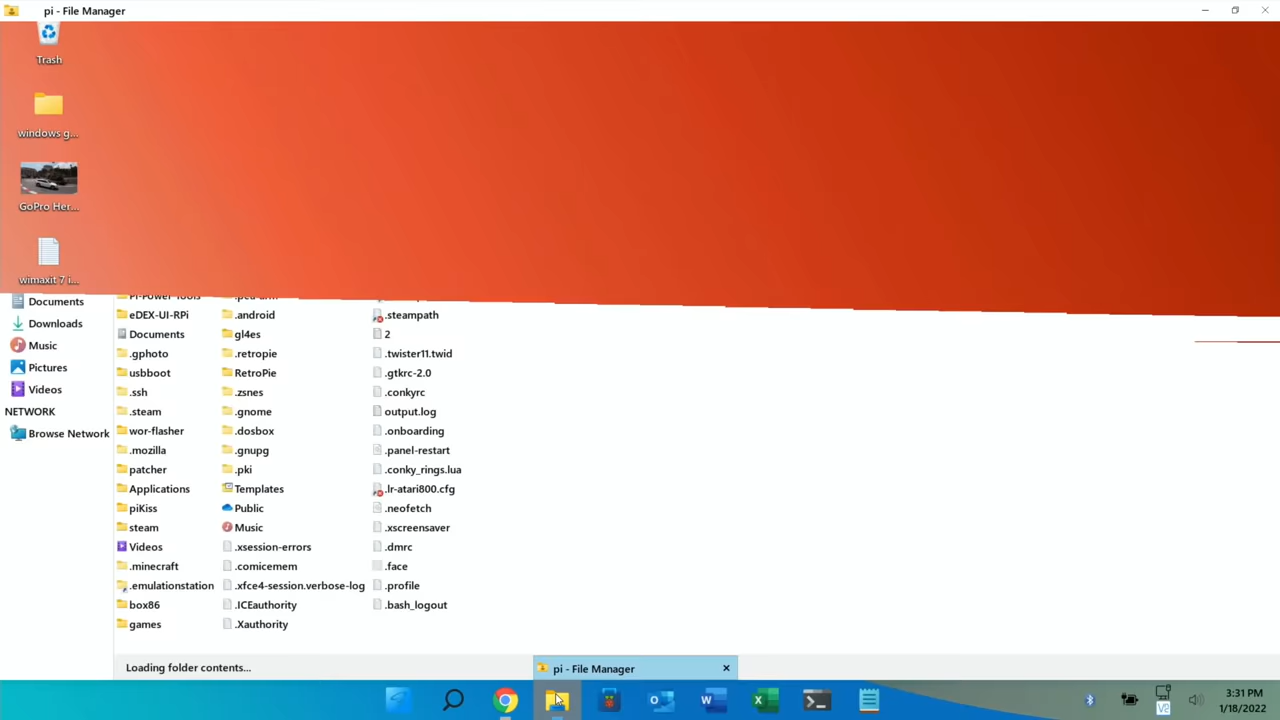 pi - File Manager
Trash
windows g...
GoPro Her...
wimaxit 7 i...
Documents
Downloads
Music
Pictures
Videos
NETWORK
Browse Network
Pi-Power-Tools
eDEX-UI-RPi
Documents
.gphoto
usbboot
.ssh
.steam
wor-flasher
.mozilla
patcher
Applications
piKiss
steam
Videos
.minecraft
.emulationstation
box86
games
.android
gl4es
.retropie
RetroPie
.zsnes
.gnome
.dosbox
.gnupg
.pki
Templates
Public
Music
.xsession-errors
.comicemem
.xfce4-session.verbose-log
.ICEauthority
.Xauthority
.steampath
2
.twister11.twid
.gtkrc-2.0
.conkyrc
output.log
.onboarding
.panel-restart
.conky_rings.lua
.lr-atari800.cfg
.neofetch
.xscreensaver
.dmrc
.face
.profile
.bash_logout
Loading folder contents...
pi - File Manager
V2
3:31 PM
1/18/2022